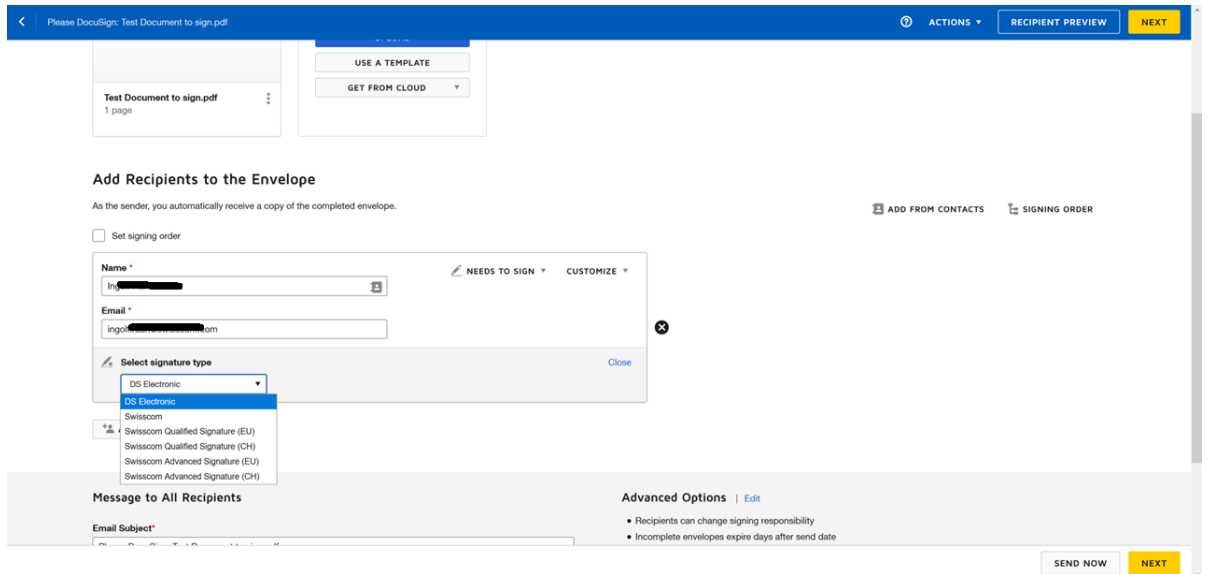 Please DocuSign: Test Document to sign.pdf
ACTIONS
RECIPIENT PREVIEW
NEXT
USE A TEMPLATE
GET FROM CLOUD
Test Document to sign.pdf
1 page
Add Recipients to the Envelope
As the sender, you automatically receive a copy of the completed envelope.
ADD FROM CONTACTS
SIGNING ORDER
Set signing order
Name *
NEEDS TO SIGN
CUSTOMIZE
Email *
Select signature type
Close
DS Electronic
DS Electronic
Swisscom
Swisscom Qualified Signature (EU)
Swisscom Qualified Signature (CH)
Swisscom Advanced Signature (EU)
Swisscom Advanced Signature (CH)
Message to All Recipients
Advanced Options | Edit
Email Subject*
• Recipients can change signing responsibility
• Incomplete envelopes expire days after send date
SEND NOW
NEXT